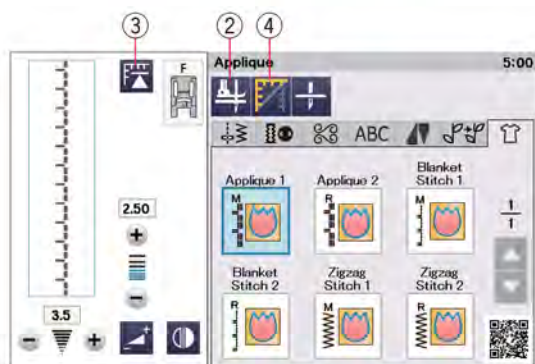 ③ ② ④
Applique 5:00
F
ABC
Applique 1 Applique 2 Blanket Stitch 1
M R M
2.50
1
1
Blanket Stitch 2 Zigzag Stitch 1 Zigzag Stitch 2
R M R
3.5